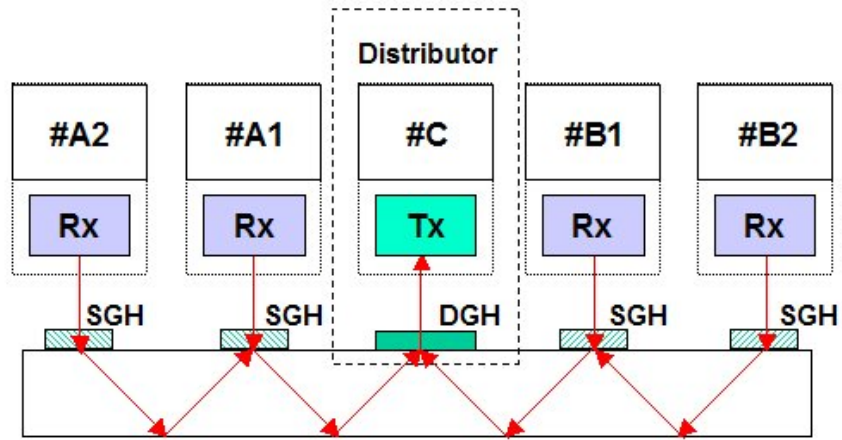 Distributor
#A2 #A1 #C #B1 #B2
Rx Rx Tx Rx Rx
SGH SGH DGH SGH SGH